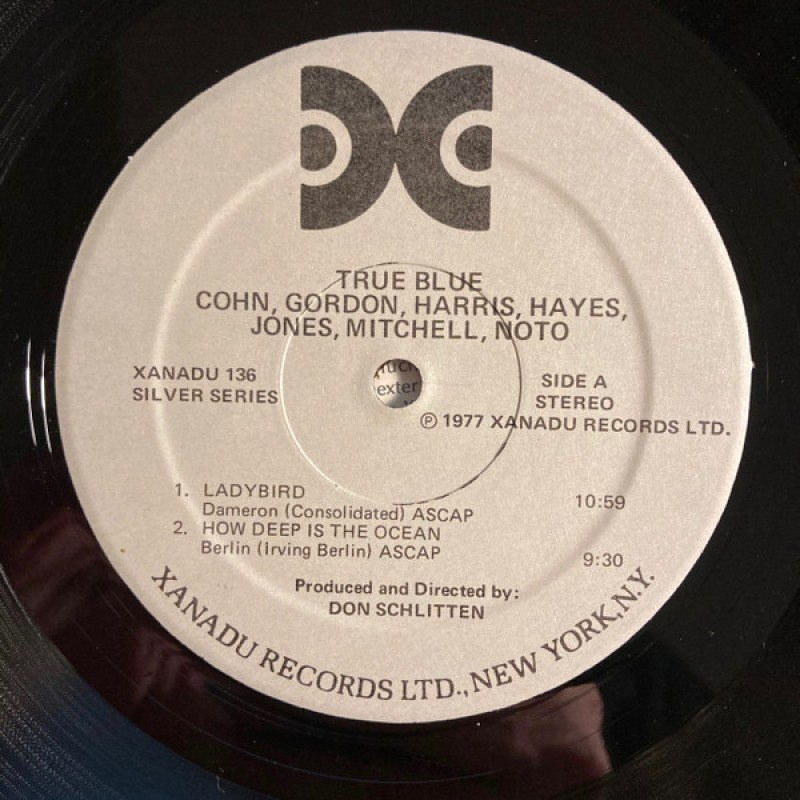 TRUE BLUE
COHN, GORDON, HARRIS, HAYES,
JONES, MITCHELL, NOTO
XANADU 136
SILVER SERIES
exter
SIDE A
STEREO
℗ 1977 XANADU RECORDS LTD.
1. LADYBIRD 10:59
Dameron (Consolidated) ASCAP
2. HOW DEEP IS THE OCEAN
Berlin (Irving Berlin) ASCAP 9:30
Produced and Directed by:
DON SCHLITTEN
XANADU RECORDS LTD., NEW YORK, N.Y.